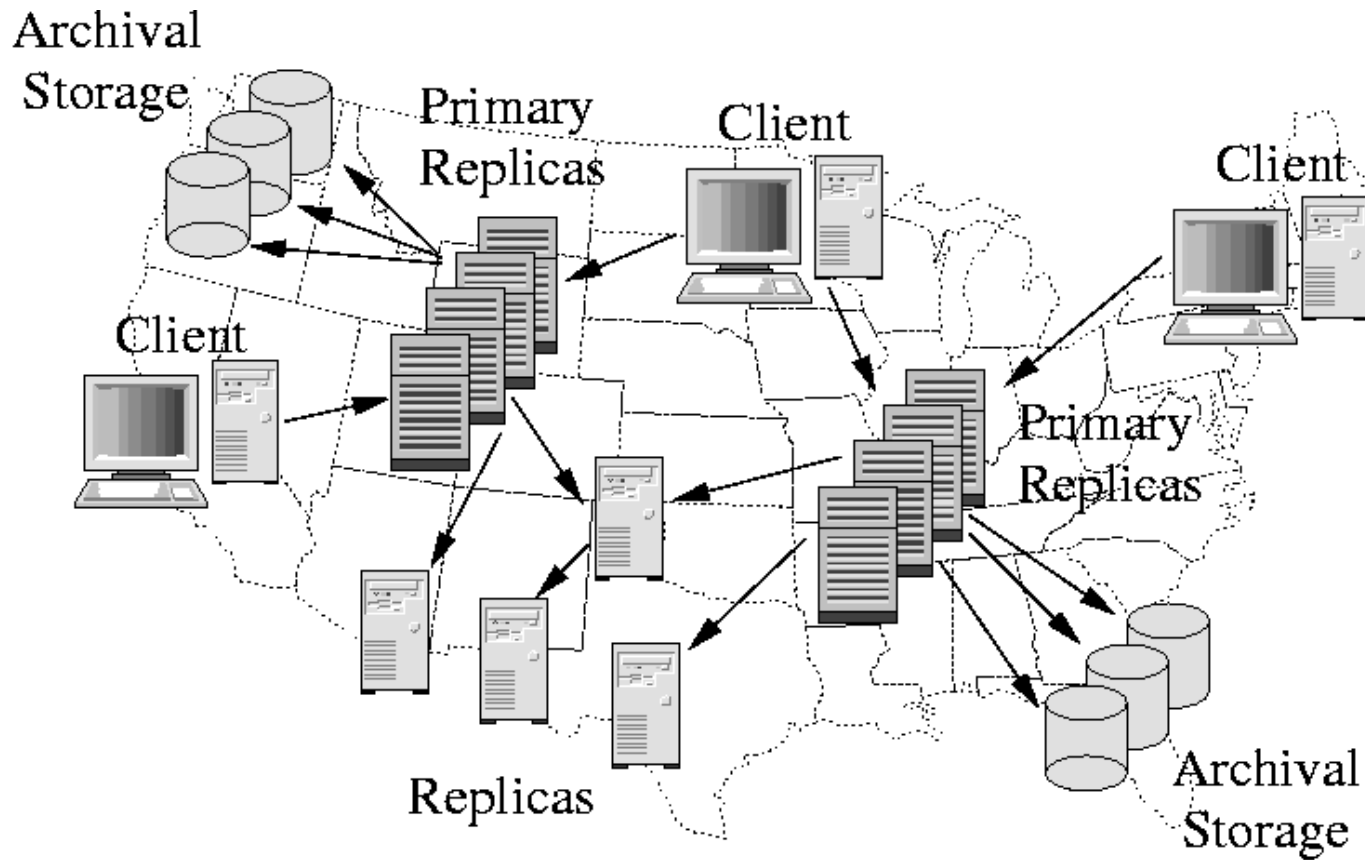 Archival
Storage
Primary
Replicas
Client
Client
Client
Primary
Replicas
Replicas
Archival
Storage